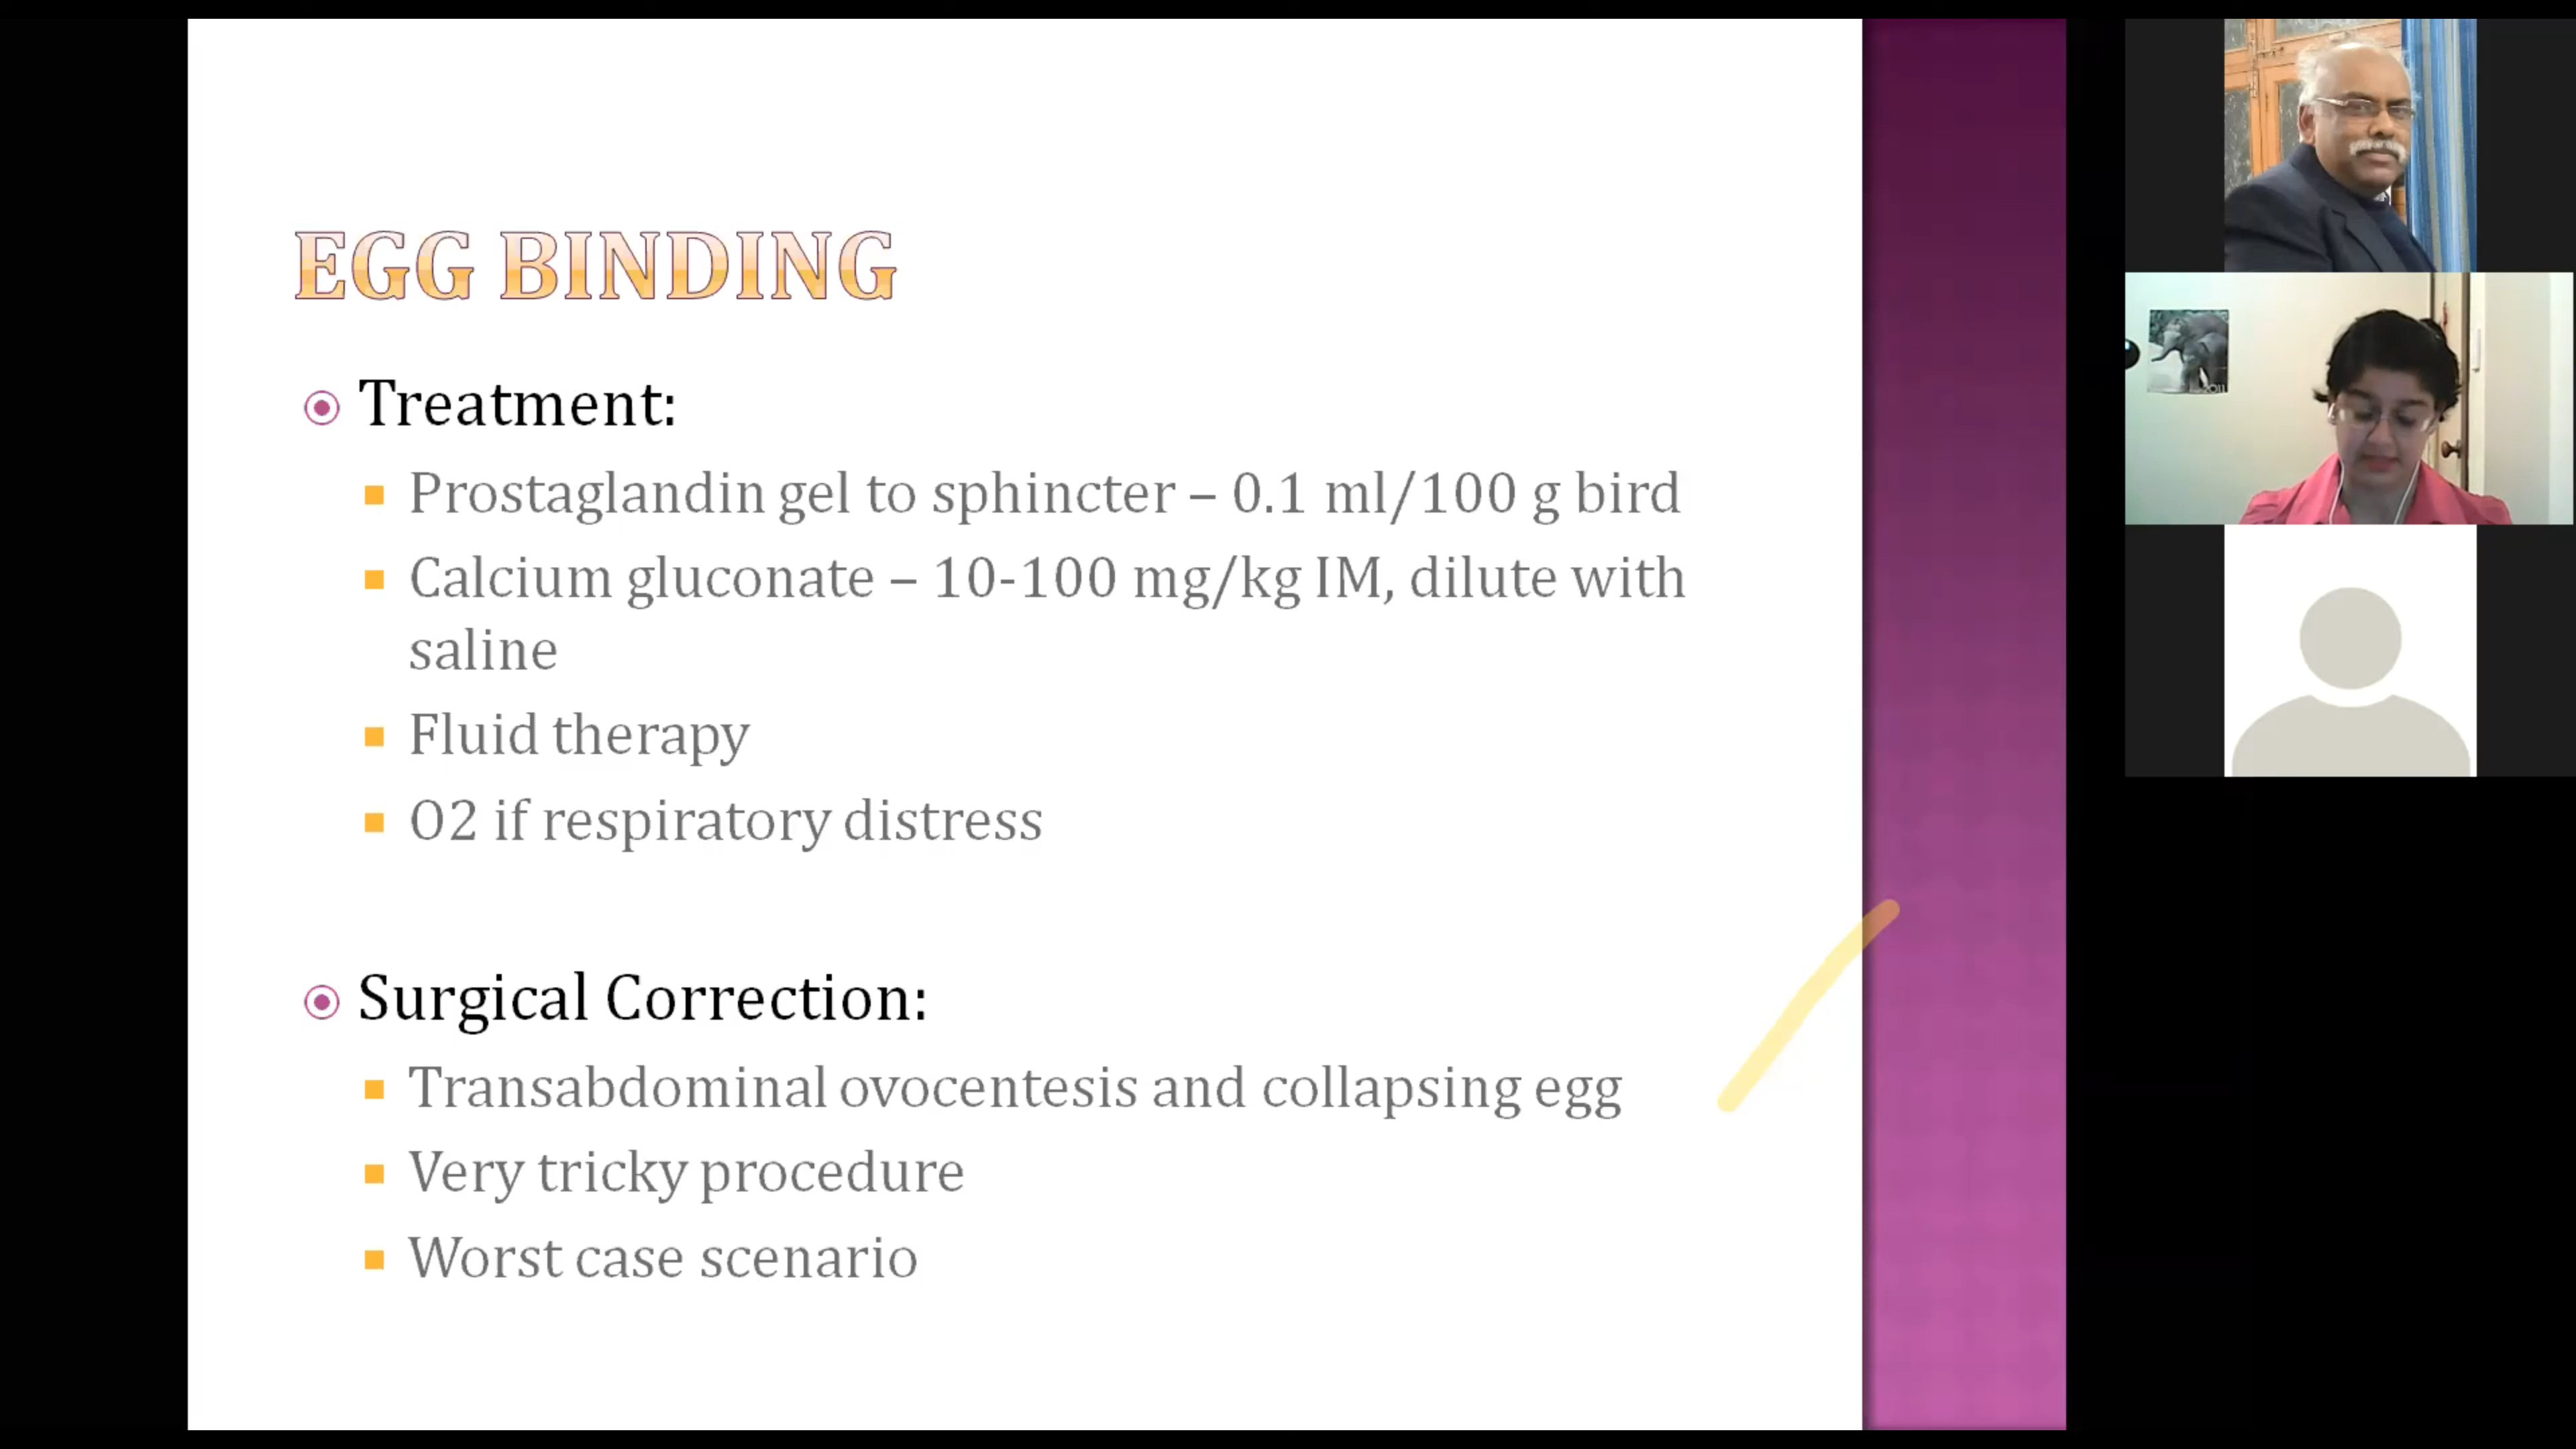 EGG BINDING
Treatment:
Prostaglandin gel to sphincter – 0.1 ml/100 g bird
Calcium gluconate – 10-100 mg/kg IM, dilute with
saline
Fluid therapy
O2 if respiratory distress
Surgical Correction:
Transabdominal ovocentesis and collapsing egg
Very tricky procedure
Worst case scenario
2011